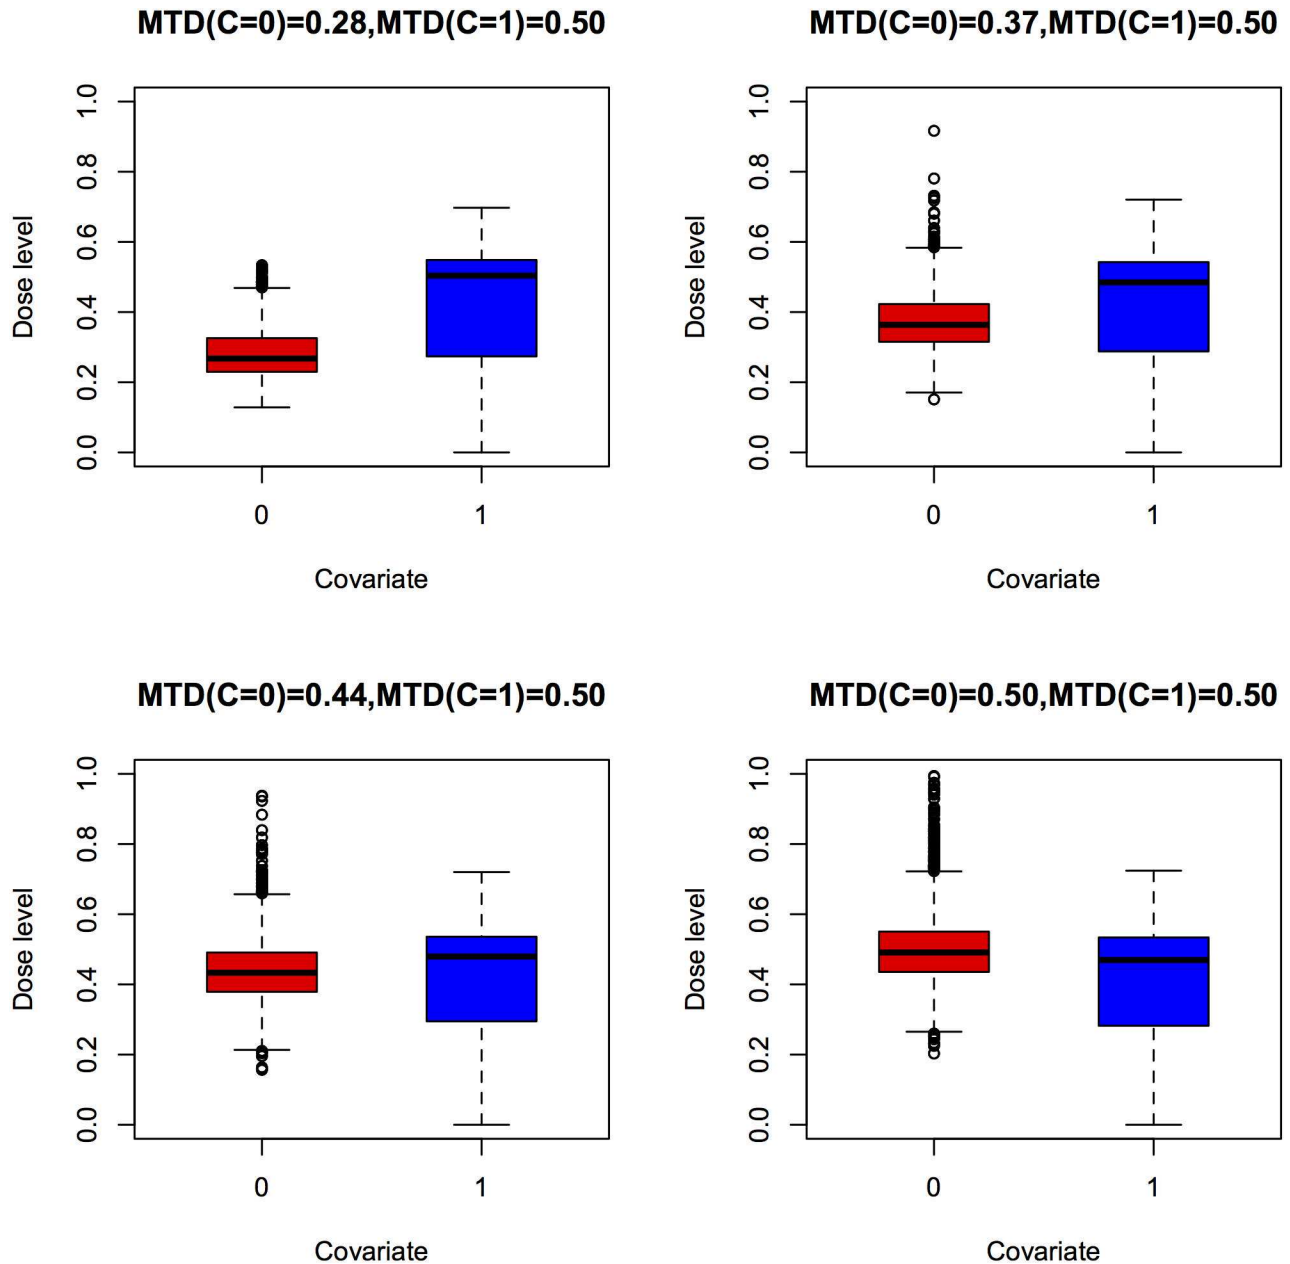 MTD(C=0)=0.28,MTD(C=1)=0.50
Dose level
1.0
0.8
0.6
0.4
0.2
0.0
0 1
Covariate
MTD(C=0)=0.37,MTD(C=1)=0.50
Dose level
1.0
0.8
0.6
0.4
0.2
0.0
0 1
Covariate
MTD(C=0)=0.44,MTD(C=1)=0.50
Dose level
1.0
0.8
0.6
0.4
0.2
0.0
0 1
Covariate
MTD(C=0)=0.50,MTD(C=1)=0.50
Dose level
1.0
0.8
0.6
0.4
0.2
0.0
0 1
Covariate